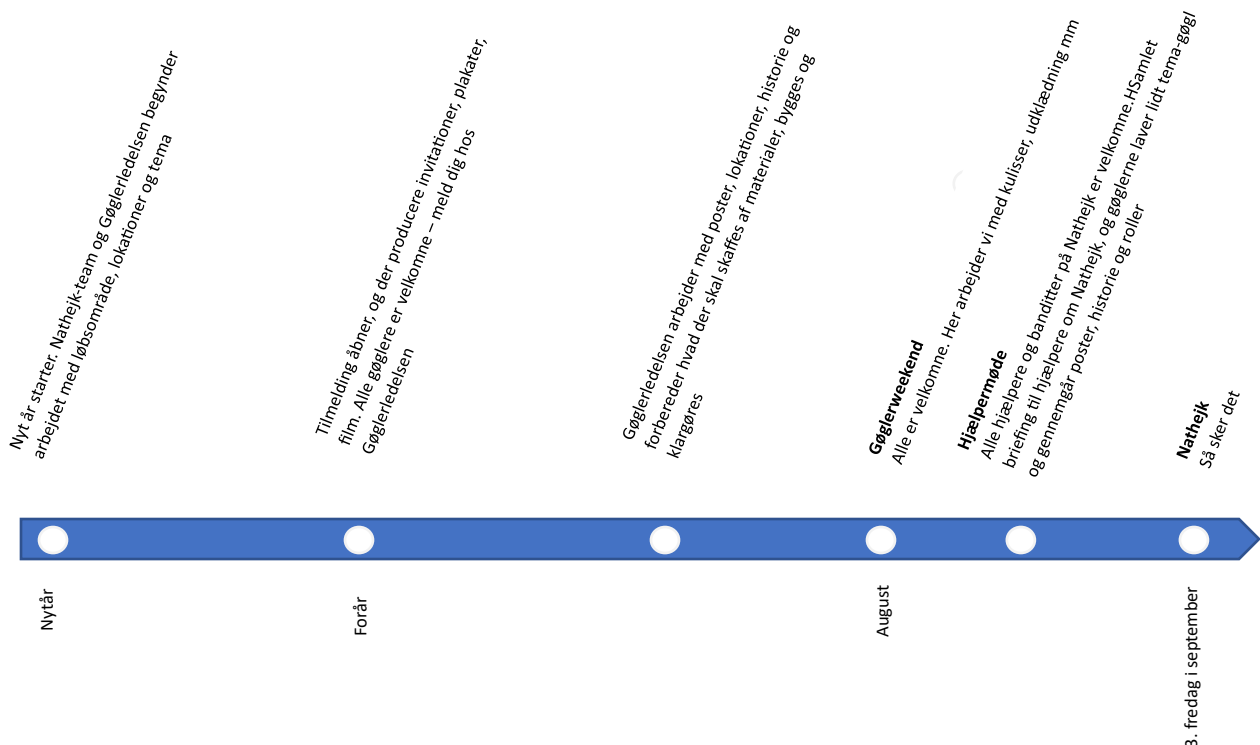 Nyt år starter. Nathejk-team og Gøglerledelsen begynder
arbejdet med løbsområde, lokationer og tema
Tilmelding åbner, og der producere invitationer, plakater,
film. Alle gøglere er velkomne – meld dig hos
Gøglerledelsen
Gøglerledelsen arbejder med poster, lokationer, historie og
forbereder hvad der skal skaffes af materialer, bygges og
klargøres
Gøglerweekend
Alle er velkomne. Her arbejder vi med kulisser, udklædning mm
Hjælpermøde
Alle hjælpere og banditter på Nathejk er velkomne.HSamlet
briefing til hjælpere om Nathejk, og gøglerne laver lidt tema-gøgl
og gennemgår poster, historie og roller
Nathejk
Så sker det
Nytår
Forår
August
3. fredag i september